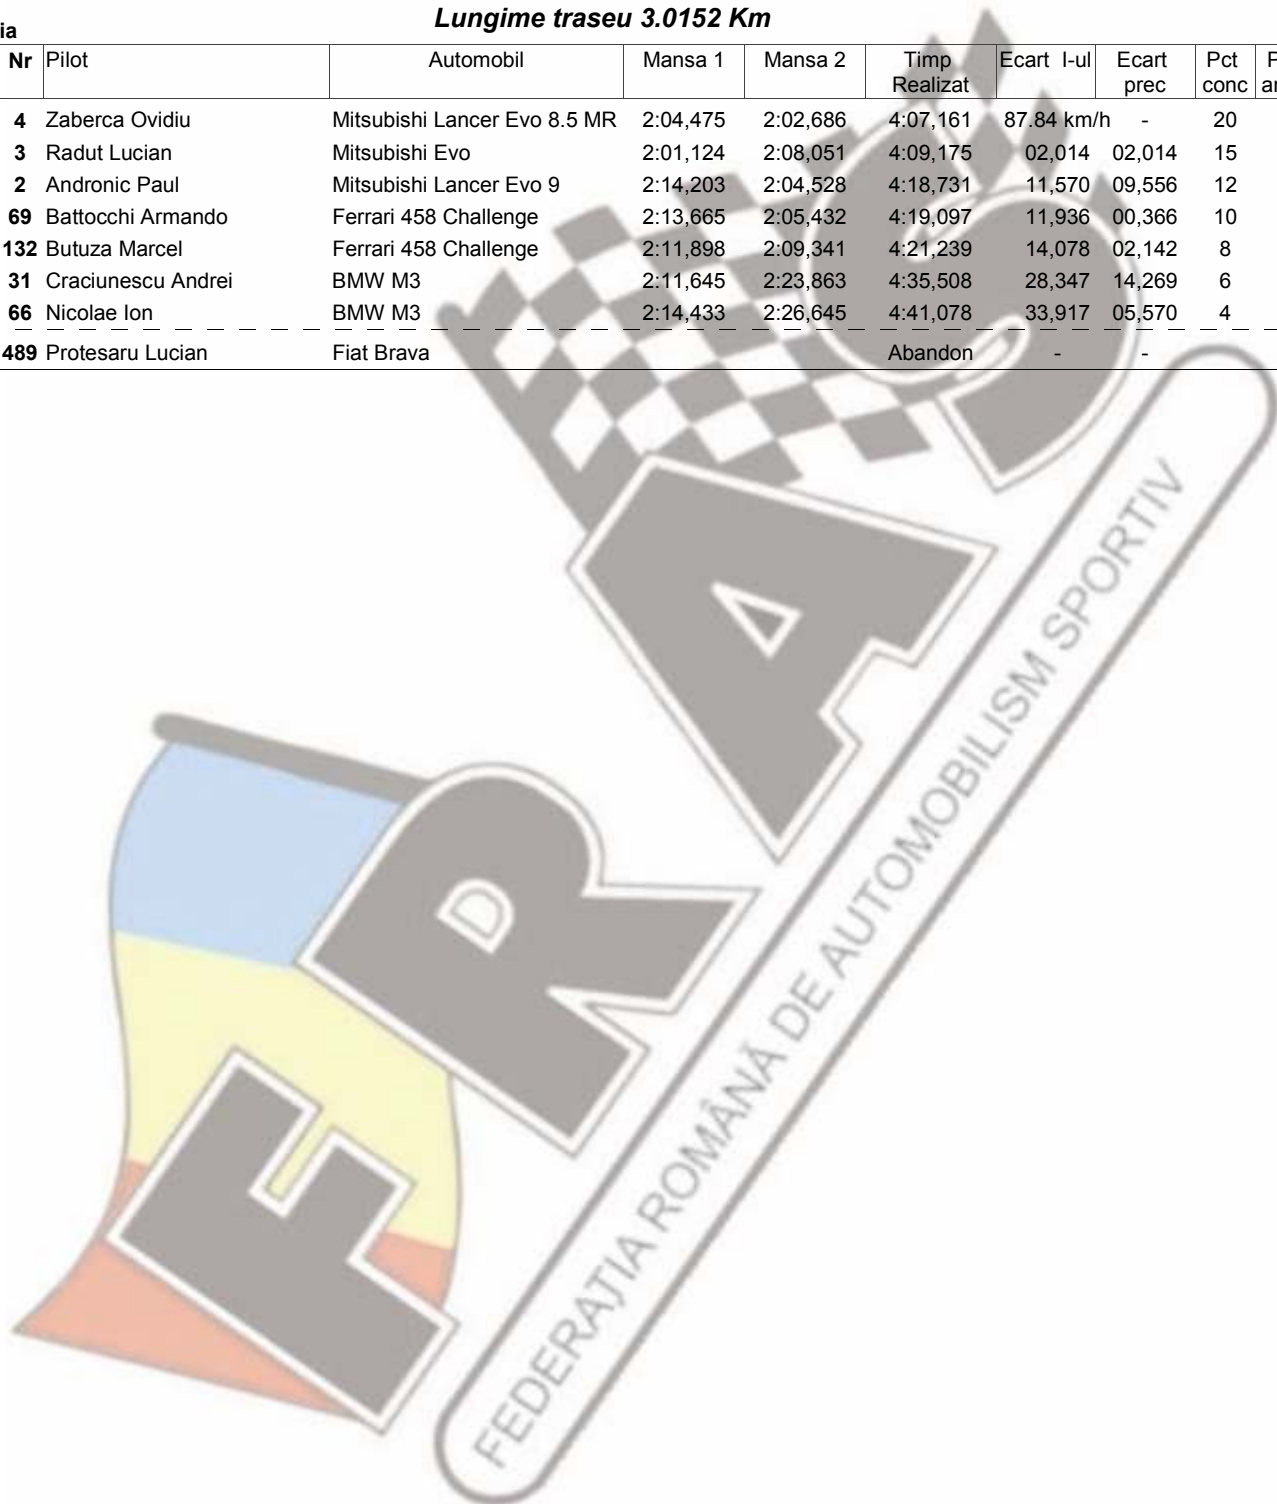 Lungime traseu 3.0152 Km
ia
Nr Pilot Automobil Mansa 1 Mansa 2 Timp Realizat Ecart I-ul Ecart prec Pct conc
4 Zaberca Ovidiu Mitsubishi Lancer Evo 8.5 MR 2:04,475 2:02,686 4:07,161 87.84 km/h - 20
3 Radut Lucian Mitsubishi Evo 2:01,124 2:08,051 4:09,175 02,014 02,014 15
2 Andronic Paul Mitsubishi Lancer Evo 9 2:14,203 2:04,528 4:18,731 11,570 09,556 12
69 Battocchi Armando Ferrari 458 Challenge 2:13,665 2:05,432 4:19,097 11,936 00,366 10
132 Butuza Marcel Ferrari 458 Challenge 2:11,898 2:09,341 4:21,239 14,078 02,142 8
31 Craciunescu Andrei BMW M3 2:11,645 2:23,863 4:35,508 28,347 14,269 6
66 Nicolae Ion BMW M3 2:14,433 2:26,645 4:41,078 33,917 05,570 4
489 Protesaru Lucian Fiat Brava Abandon - -
FRAS
FEDERAȚIA ROMÂNĂ DE AUTOMOBILISM SPORTIV